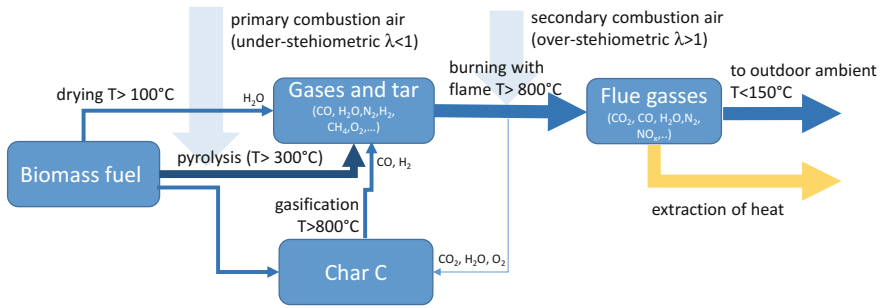 primary combustion air
(under-stehiometric λ<1)
secondary combustion air
(over-stehiometric λ>1)
burning with
flame T> 800°C
to outdoor ambient
T<150°C
drying T> 100°C
H₂O
Gases and tar
(CO, H₂O,N₂,H₂,
CH₄,O₂,...)
Flue gasses
(CO₂, CO, H₂O,N₂,
NOₓ,..)
Biomass fuel
pyrolysis (T> 300°C)
CO, H₂
gasification
T>800°C
extraction of heat
Char C
CO₂, H₂O, O₂